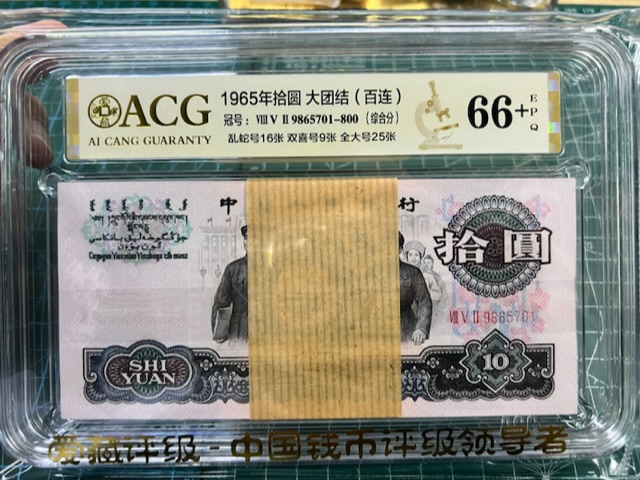 ACG
AI CANG GUARANTY
1965年拾圆 大团结（百连）
冠号: Ⅷ Ⅴ Ⅱ 9865701-800 (综合分)
乱蛇号16张 双喜号9张 全大号25张
66+
EPQ
中
行
拾圓
Ⅷ Ⅴ Ⅱ 9865701
SHI YUAN
10
爱藏评级-中国钱币评级领导者